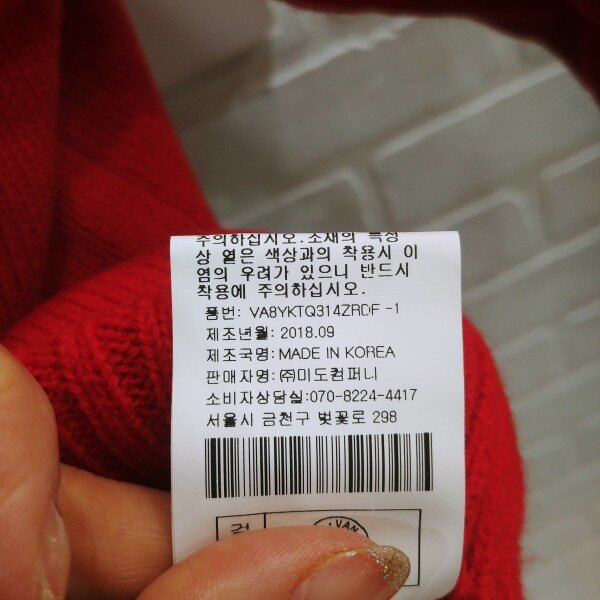 주의하십시오.소재의 특성
상 옅은 색상과의 착용시 이
염의 우려가 있으니 반드시
착용에 주의하십시오.
품번: VA8YKTQ314ZRDF -1
제조년월: 2018.09
제조국명: MADE IN KOREA
판매자명: ㈜미도컴퍼니
소비자상담실:070-8224-4417
서울시 금천구 벚꽃로 298
VAN